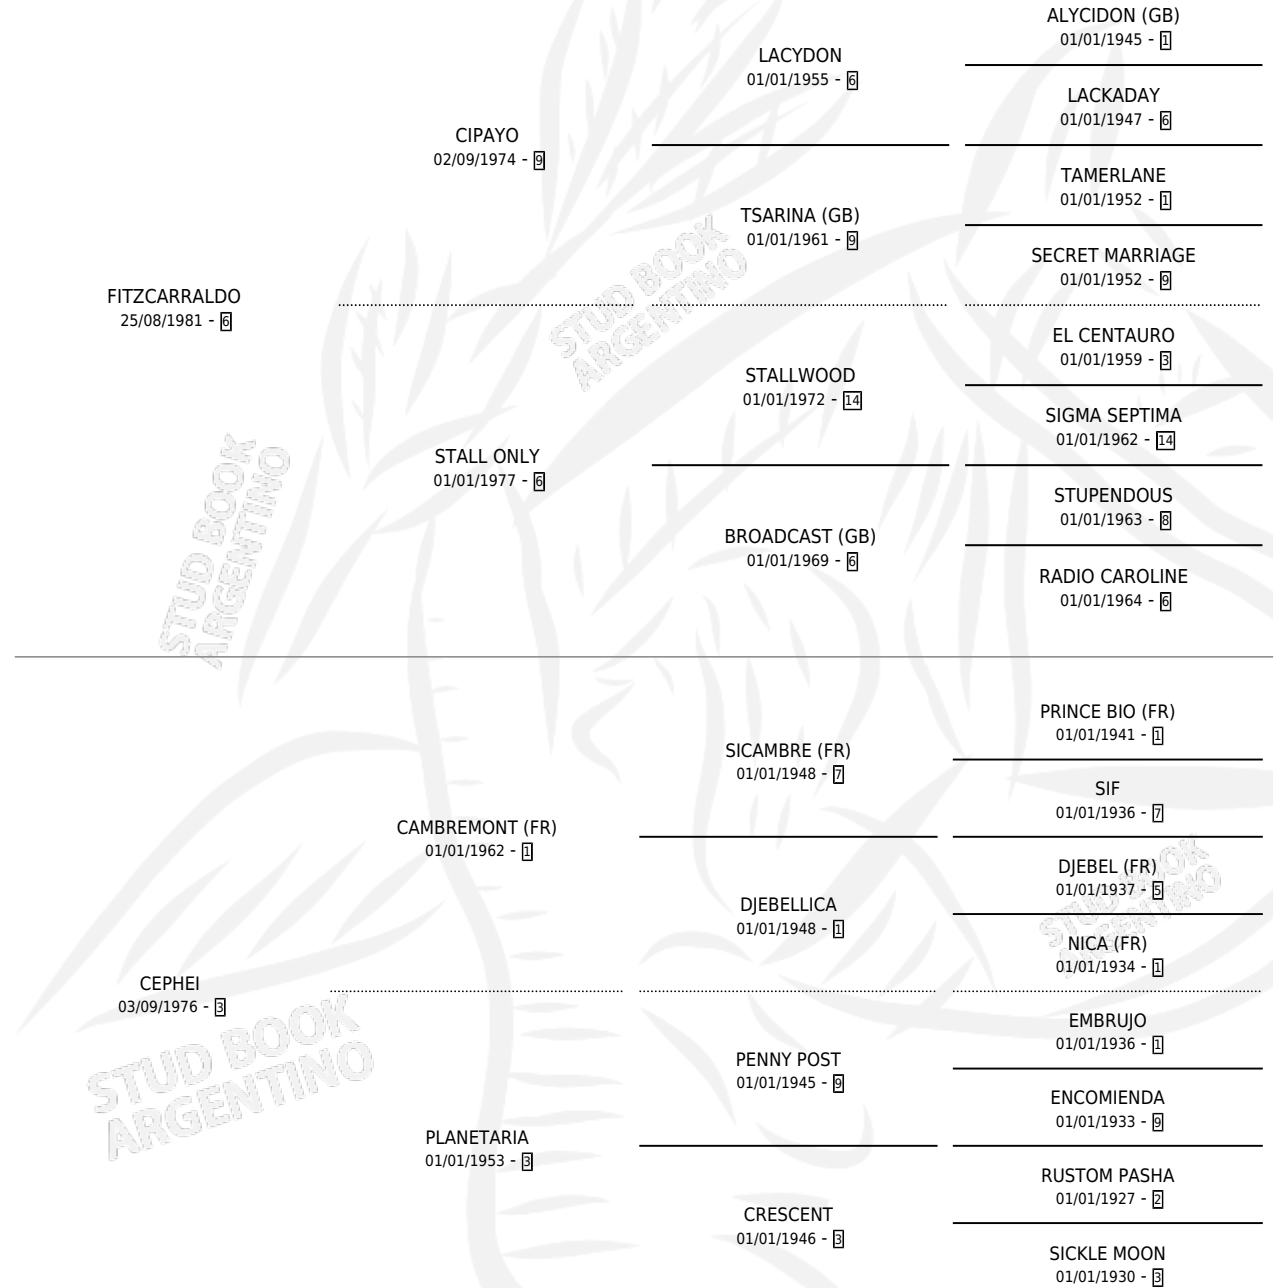 ALYCIDON (GB)
01/01/1945 - 1
LACYDON
01/01/1955 - 6
LACKADAY
01/01/1947 - 6
CIPAYO
02/09/1974 - 9
TAMERLANE
01/01/1952 - 1
TSARINA (GB)
01/01/1961 - 9
SECRET MARRIAGE
01/01/1952 - 9
FITZCARRALDO
25/08/1981 - 6
EL CENTAURO
01/01/1959 - 3
STALLWOOD
01/01/1972 - 14
SIGMA SEPTIMA
01/01/1962 - 14
STALL ONLY
01/01/1977 - 6
STUPENDOUS
01/01/1963 - 8
BROADCAST (GB)
01/01/1969 - 6
RADIO CAROLINE
01/01/1964 - 6
PRINCE BIO (FR)
01/01/1941 - 1
SICAMBRE (FR)
01/01/1948 - 7
SIF
01/01/1936 - 7
CAMBREMONT (FR)
01/01/1962 - 1
DJEBEL (FR)
01/01/1937 - 5
DJEBELLICA
01/01/1948 - 1
NICA (FR)
01/01/1934 - 1
CEPHEI
03/09/1976 - 3
EMBRUJO
01/01/1936 - 1
PENNY POST
01/01/1945 - 9
ENCOMIENDA
01/01/1933 - 9
PLANETARIA
01/01/1953 - 3
RUSTOM PASHA
01/01/1927 - 2
CRESCENT
01/01/1946 - 3
SICKLE MOON
01/01/1930 - 3
STUD BOOK
ARGENTINO
STUD BOOK
ARGENTINO
STUD BOOK
ARGENTINO
STUD BOOK
ARGENTINO